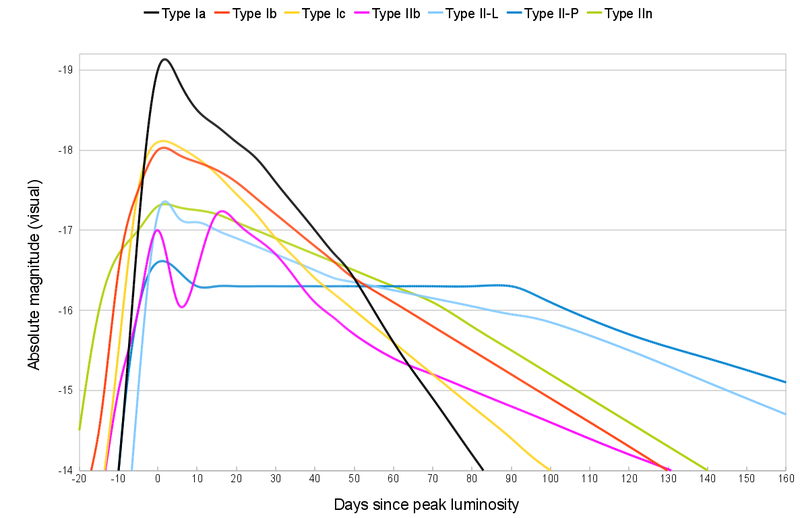 Type Ia Type Ib Type Ic Type IIb Type II-L Type II-P Type IIn
-19
-18
-17
-16
-15
-14
Absolute magnitude (visual)
-20 -10 0 10 20 30 40 50 60 70 80 90 100 110 120 130 140 150 160
Days since peak luminosity